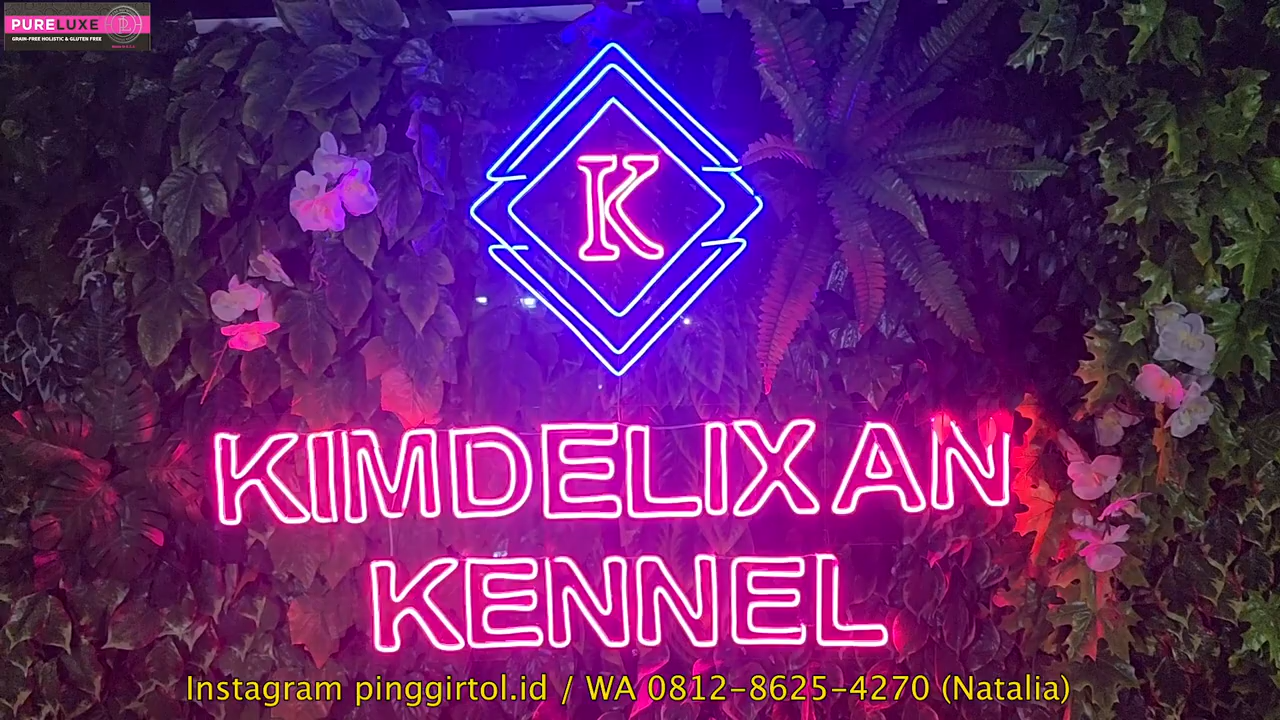 PURELUXE
GRAIN-FREE HOLISTIC & GLUTEN FREE
K
KIMDELIXAN
KENNEL
Instagram pinggirtol.id / WA 0812-8625-4270 (Natalia)